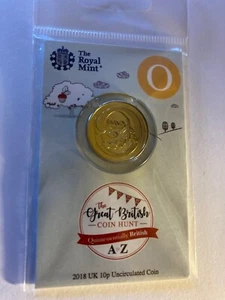 The
Royal
Mint®
O
The
Great British
COIN HUNT
Quintessentially British
A-Z
2018 UK 10p Uncirculated Coin